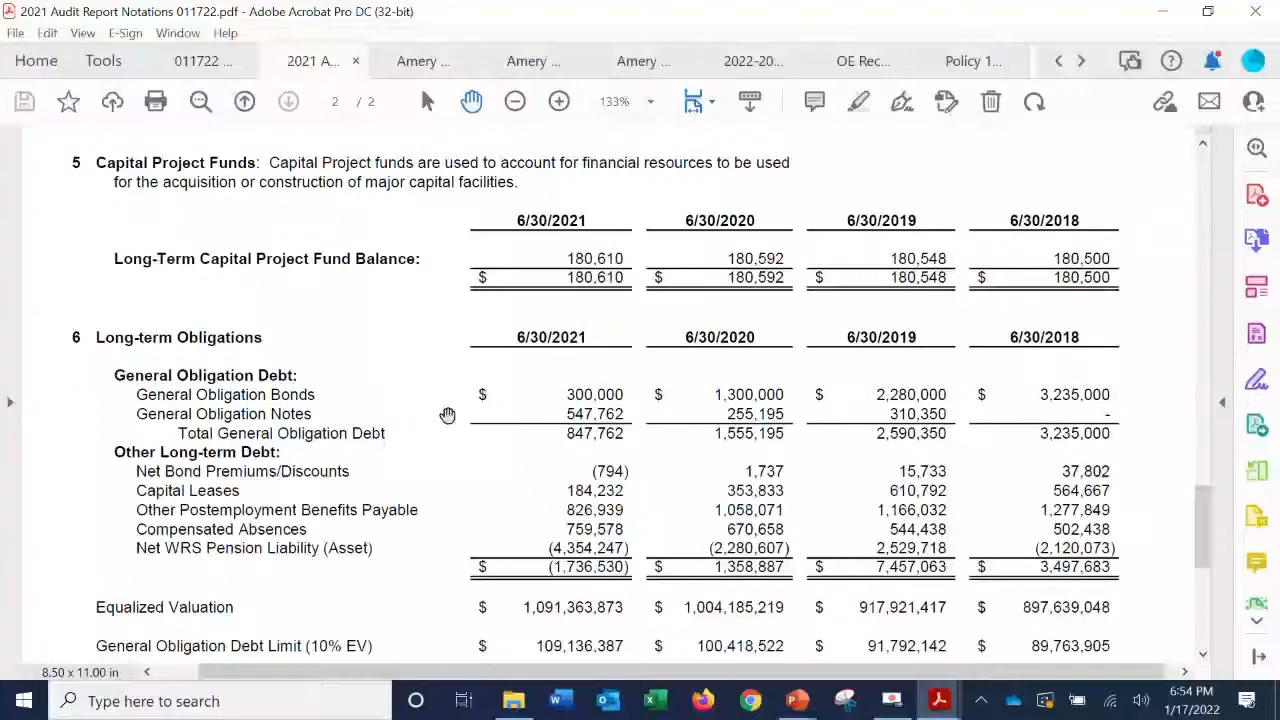 2021 Audit Report Notations 011722.pdf - Adobe Acrobat Pro DC (32-bit)
File Edit View E-Sign Window Help
Home Tools 011722 ... 2021 A... × Amery ... Amery ... Amery ... 2022-20... OE Rec... Policy 1...
2 / 2 133%
5 Capital Project Funds: Capital Project funds are used to account for financial resources to be used
for the acquisition or construction of major capital facilities.
6/30/2021 6/30/2020 6/30/2019 6/30/2018
Long-Term Capital Project Fund Balance: 180,610 180,592 180,548 180,500
$ 180,610 $ 180,592 $ 180,548 $ 180,500
6 Long-term Obligations 6/30/2021 6/30/2020 6/30/2019 6/30/2018
General Obligation Debt:
General Obligation Bonds $ 300,000 $ 1,300,000 $ 2,280,000 $ 3,235,000
General Obligation Notes 547,762 255,195 310,350 -
Total General Obligation Debt 847,762 1,555,195 2,590,350 3,235,000
Other Long-term Debt:
Net Bond Premiums/Discounts (794) 1,737 15,733 37,802
Capital Leases 184,232 353,833 610,792 564,667
Other Postemployment Benefits Payable 826,939 1,058,071 1,166,032 1,277,849
Compensated Absences 759,578 670,658 544,438 502,438
Net WRS Pension Liability (Asset) (4,354,247) (2,280,607) 2,529,718 (2,120,073)
$ (1,736,530) $ 1,358,887 $ 7,457,063 $ 3,497,683
Equalized Valuation $ 1,091,363,873 $ 1,004,185,219 $ 917,921,417 $ 897,639,048
General Obligation Debt Limit (10% EV) $ 109,136,387 $ 100,418,522 $ 91,792,142 $ 89,763,905
8.50 x 11.00 in
Type here to search
6:54 PM
1/17/2022